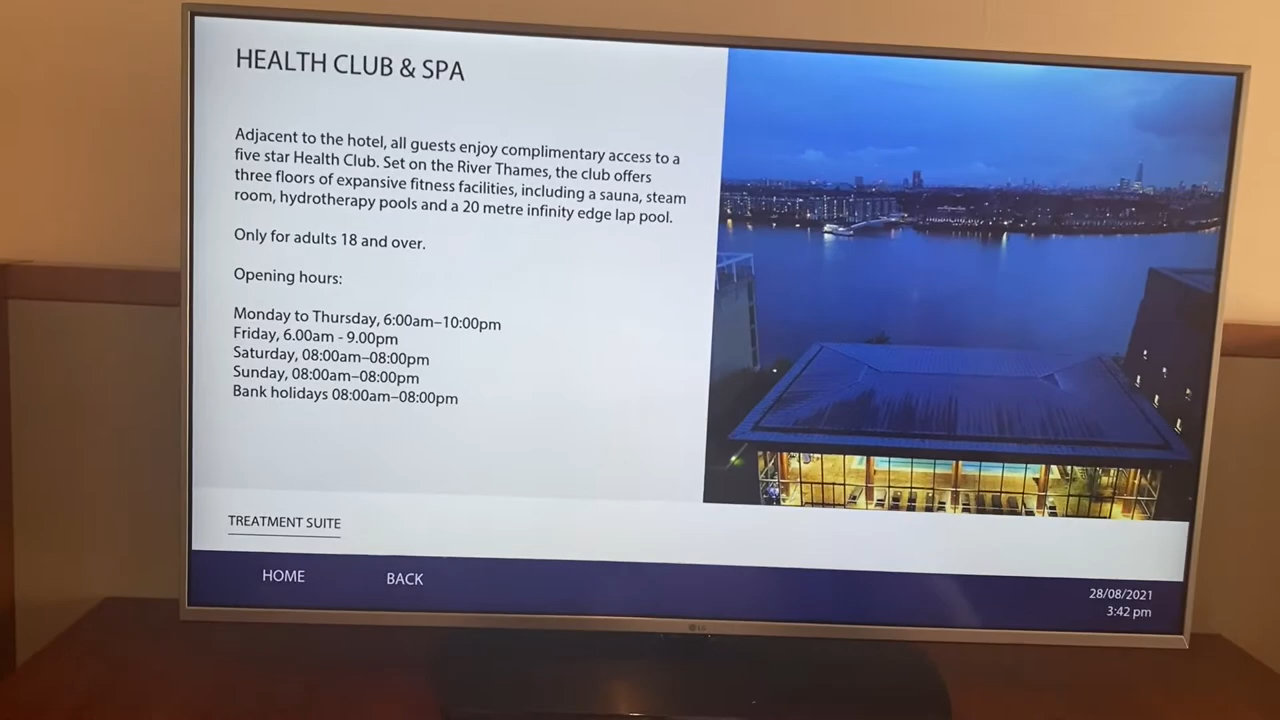 HEALTH CLUB & SPA
Adjacent to the hotel, all guests enjoy complimentary access to a
five star Health Club. Set on the River Thames, the club offers
three floors of expansive fitness facilities, including a sauna, steam
room, hydrotherapy pools and a 20 metre infinity edge lap pool.
Only for adults 18 and over.
Opening hours:
Monday to Thursday, 6:00am–10:00pm
Friday, 6.00am - 9.00pm
Saturday, 08:00am–08:00pm
Sunday, 08:00am–08:00pm
Bank holidays 08:00am–08:00pm
TREATMENT SUITE
HOME
BACK
28/08/2021
3:42 pm
LG